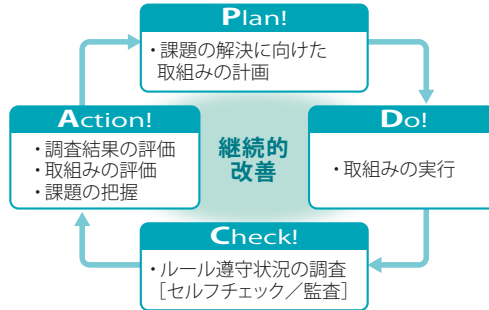 Plan!
・課題の解決に向けた
取組みの計画
Action!
・調査結果の評価
・取組みの評価
・課題の把握
継続的
改善
Do!
・取組みの実行
Check!
・ルール遵守状況の調査
［セルフチェック／監査］